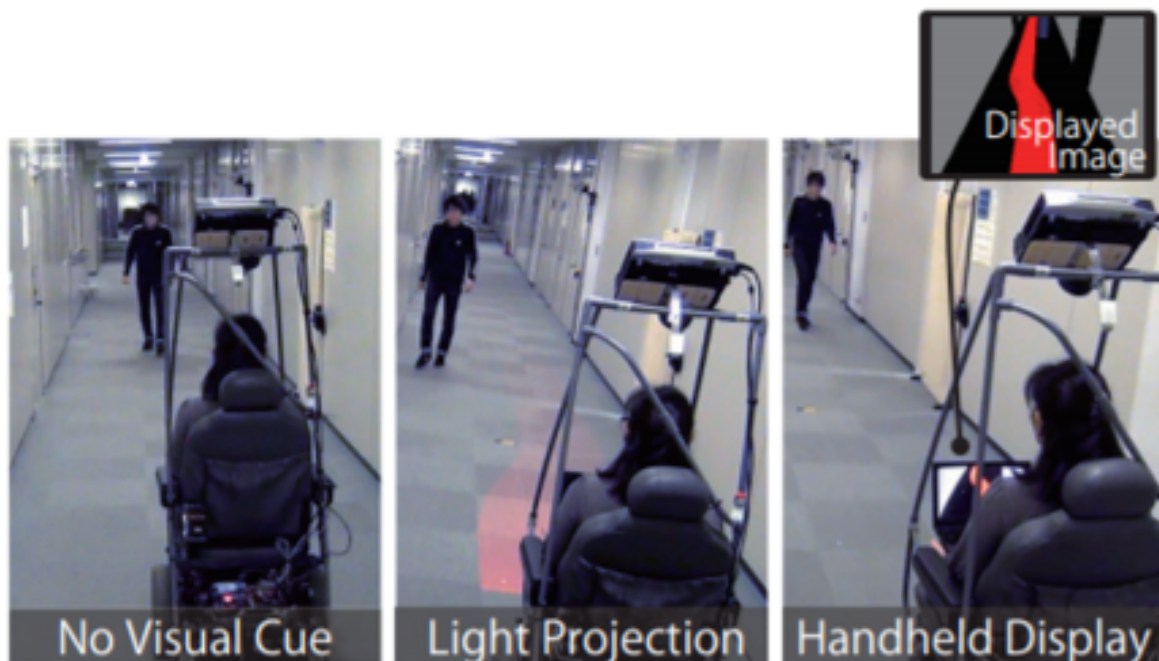 Displayed
Image
No Visual Cue
Light Projection
Handheld Display